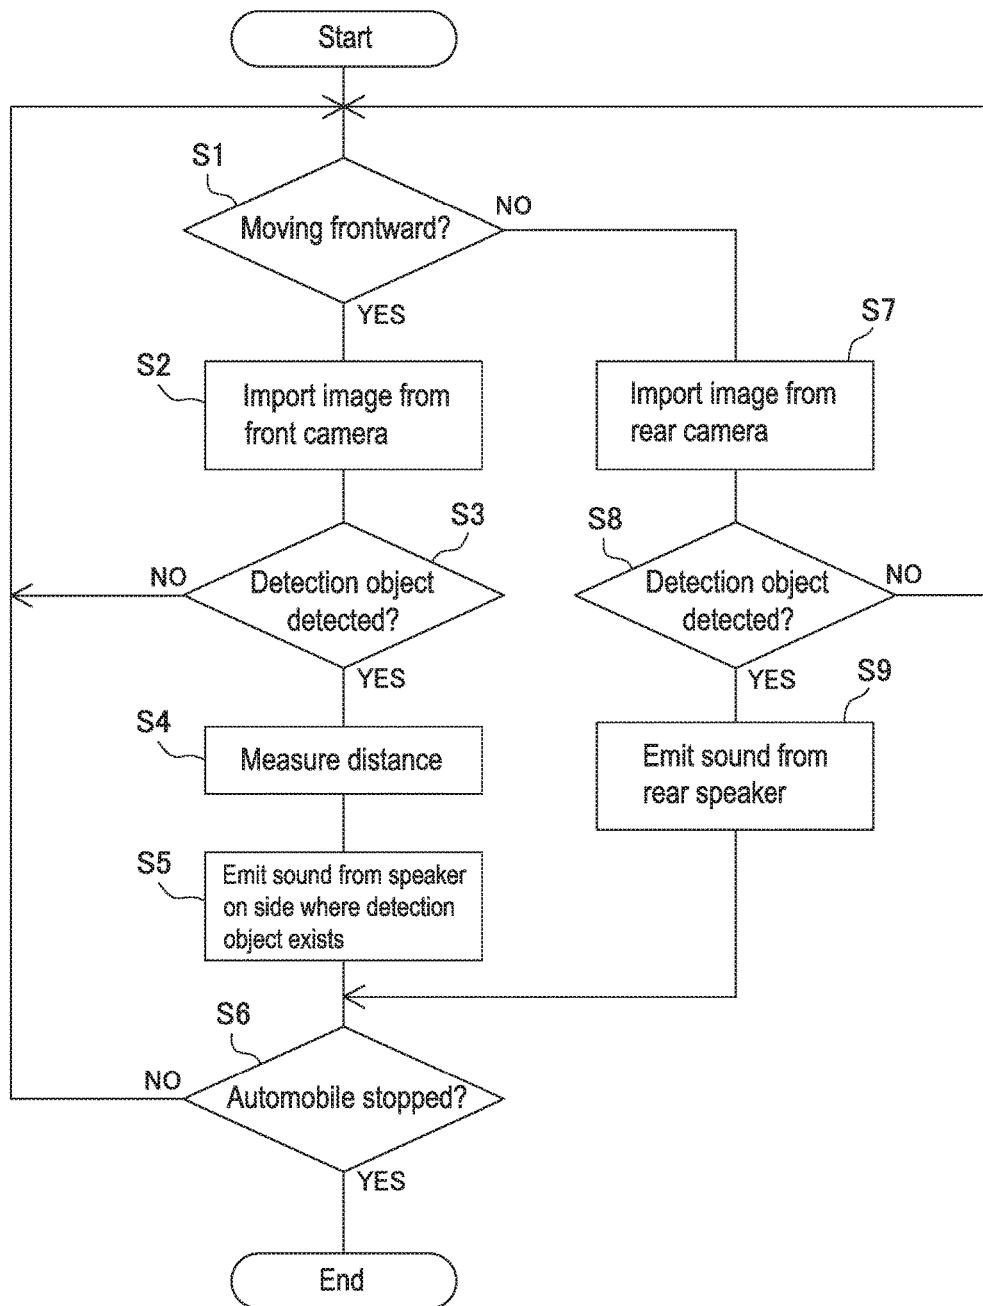 Start
S1
Moving frontward?
NO
YES
S2
Import image from
front camera
S7
Import image from
rear camera
S3
NO
Detection object
detected?
YES
S8
Detection object
detected?
NO
YES
S4
Measure distance
S9
Emit sound from
rear speaker
S5
Emit sound from speaker
on side where detection
object exists
S6
NO
Automobile stopped?
YES
End